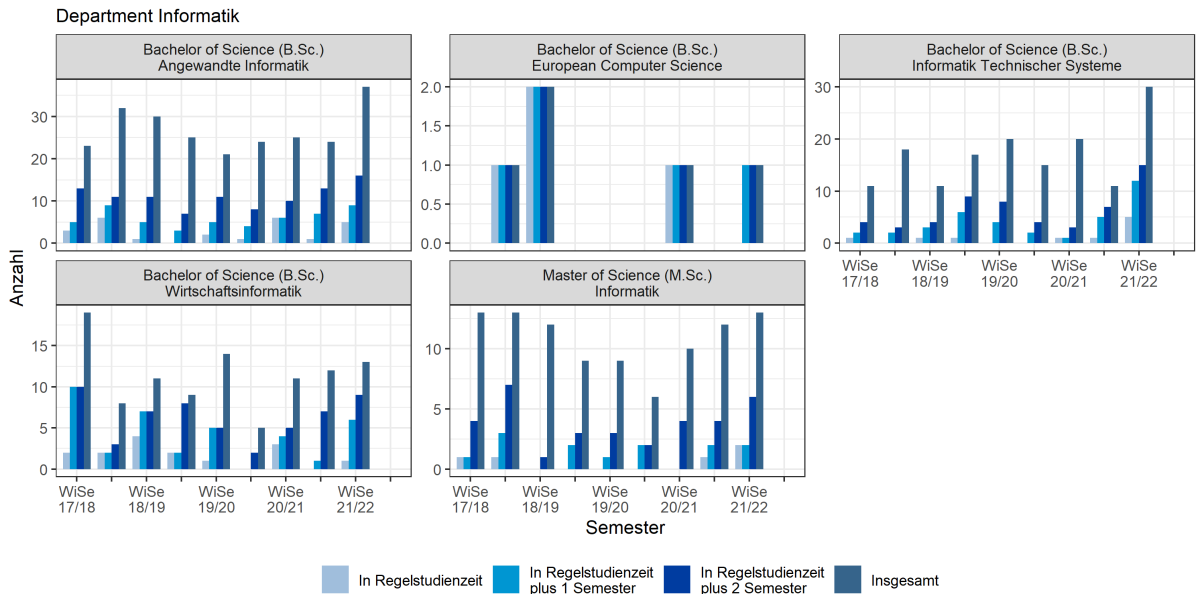 Department Informatik
Bachelor of Science (B.Sc.)
Angewandte Informatik
Bachelor of Science (B.Sc.)
European Computer Science
Bachelor of Science (B.Sc.)
Informatik Technischer Systeme
30
20
10
0
2.0
1.5
1.0
0.5
0.0
30
20
10
0
WiSe
17/18
WiSe
18/19
WiSe
19/20
WiSe
20/21
WiSe
21/22
Anzahl
Bachelor of Science (B.Sc.)
Wirtschaftsinformatik
Master of Science (M.Sc.)
Informatik
15
10
5
0
10
5
0
WiSe
17/18
WiSe
18/19
WiSe
19/20
WiSe
20/21
WiSe
21/22
WiSe
17/18
WiSe
18/19
WiSe
19/20
WiSe
20/21
WiSe
21/22
Semester
In Regelstudienzeit
In Regelstudienzeit
plus 1 Semester
In Regelstudienzeit
plus 2 Semester
Insgesamt